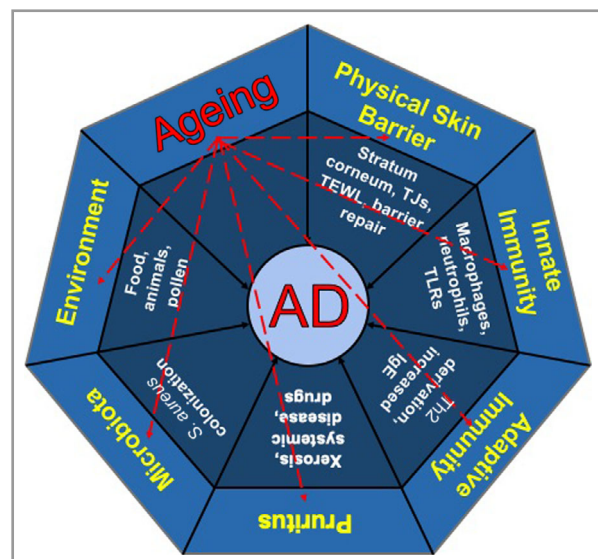 Ageing
Physical Skin
Barrier
Stratum
corneum, TJs,
TEWL, barrier
repair
Innate
Immunity
Macrophages,
neutrophils,
TLRs
Adaptive
Immunity
Th2
derivation,
increased
IgE
Pruritus
Xerosis,
systemic
disease,
drugs
Microbiota
S. aureus
colonization
Environment
Food,
animals,
pollen
AD